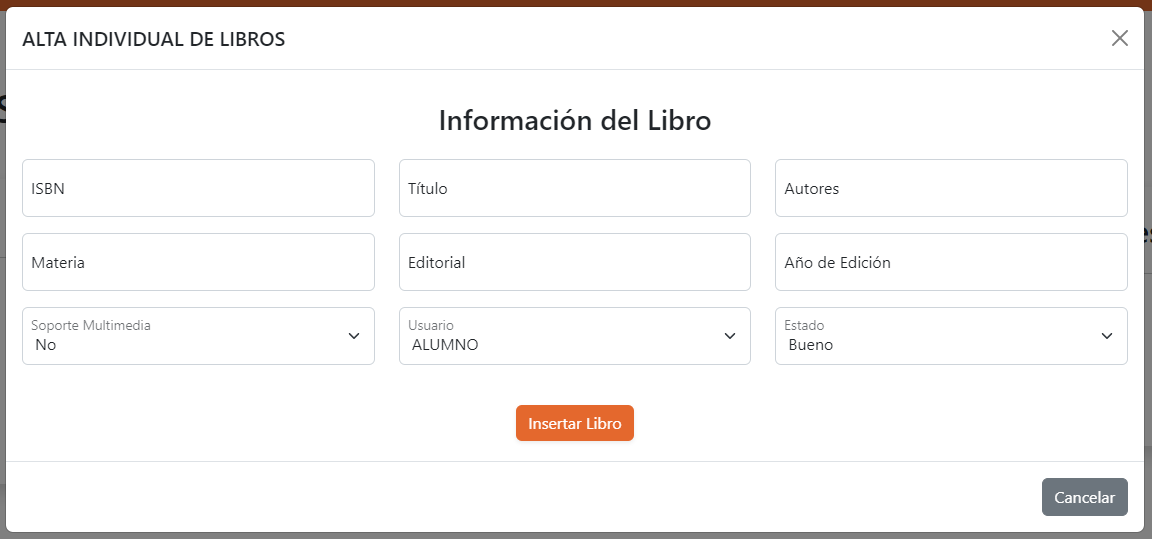 ALTA INDIVIDUAL DE LIBROS
Información del Libro
ISBN
Título
Autores
Materia
Editorial
Año de Edición
Soporte Multimedia
No
Usuario
ALUMNO
Estado
Bueno
Insertar Libro
Cancelar